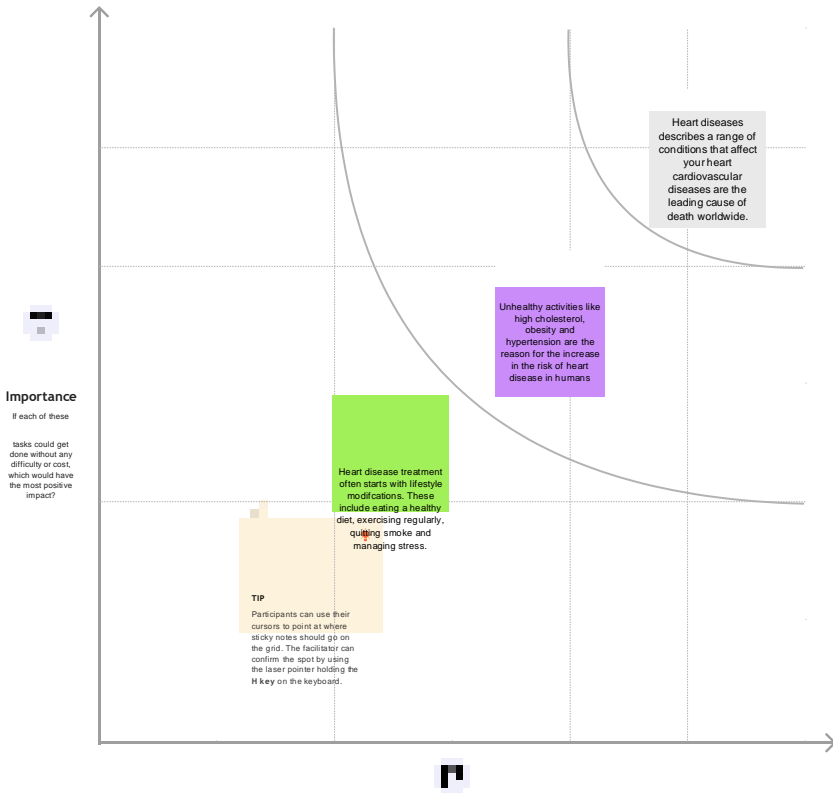 Heart diseases
describes a range of
conditions that affect
your heart
cardiovascular
diseases are the
leading cause of
death worldwide.
Unhealthy activities like
high cholesterol,
obesity and
hypertension are the
reason for the increase
in the risk of heart
disease in humans
Importance
If each of these
tasks could get
done without any
difficulty or cost,
which would have
the most positive
impact?
Heart disease treatment
often starts with lifestyle
modifcations. These
include eating a healthy
diet, exercising regularly,
quitting smoke and
managing stress.
TIP
Participants can use their
cursors to point at where
sticky notes should go on
the grid. The facilitator can
confirm the spot by using
the laser pointer holding the
H key on the keyboard.